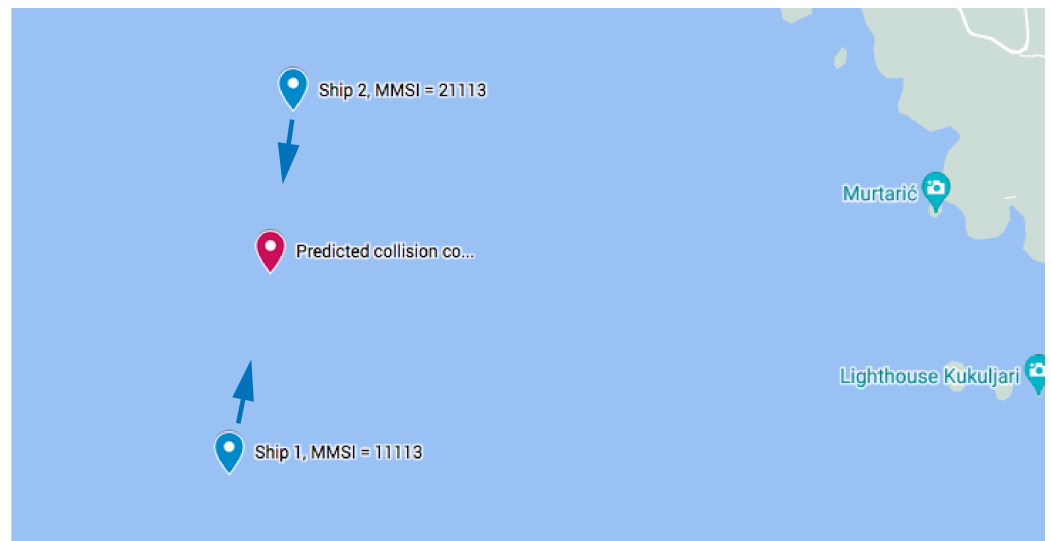 Ship 2, MMSI = 21113
Murtarić
Predicted collision co...
Lighthouse Kukuljari
Ship 1, MMSI = 11113